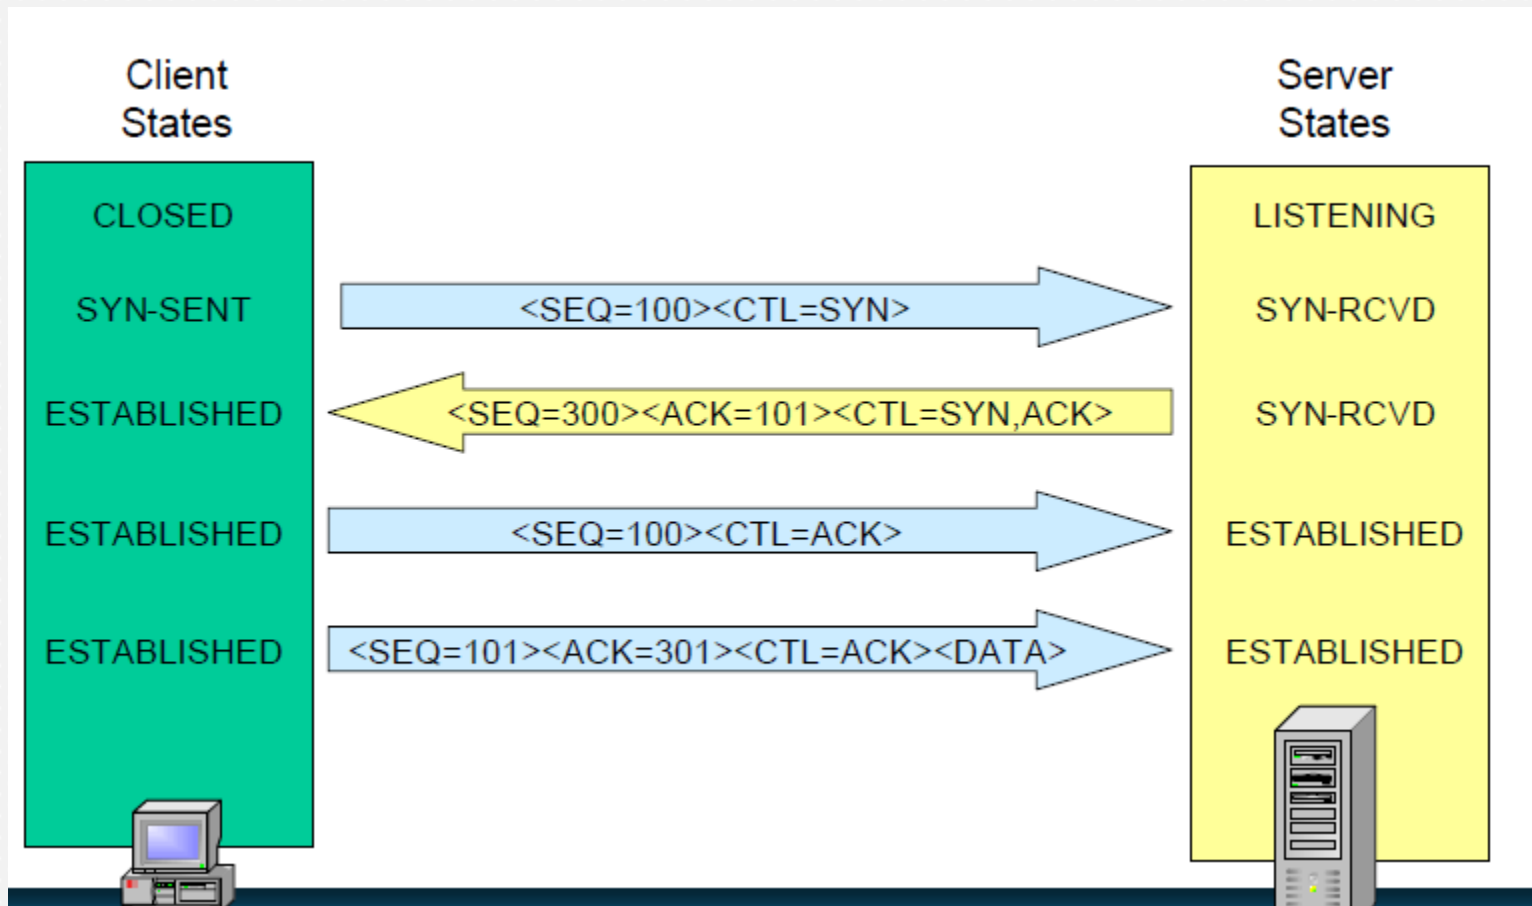 Client
States
Server
States
CLOSED
LISTENING
SYN-SENT
<SEQ=100><CTL=SYN>
SYN-RCVD
ESTABLISHED
<SEQ=300><ACK=101><CTL=SYN,ACK>
SYN-RCVD
ESTABLISHED
<SEQ=100><CTL=ACK>
ESTABLISHED
ESTABLISHED
<SEQ=101><ACK=301><CTL=ACK><DATA>
ESTABLISHED